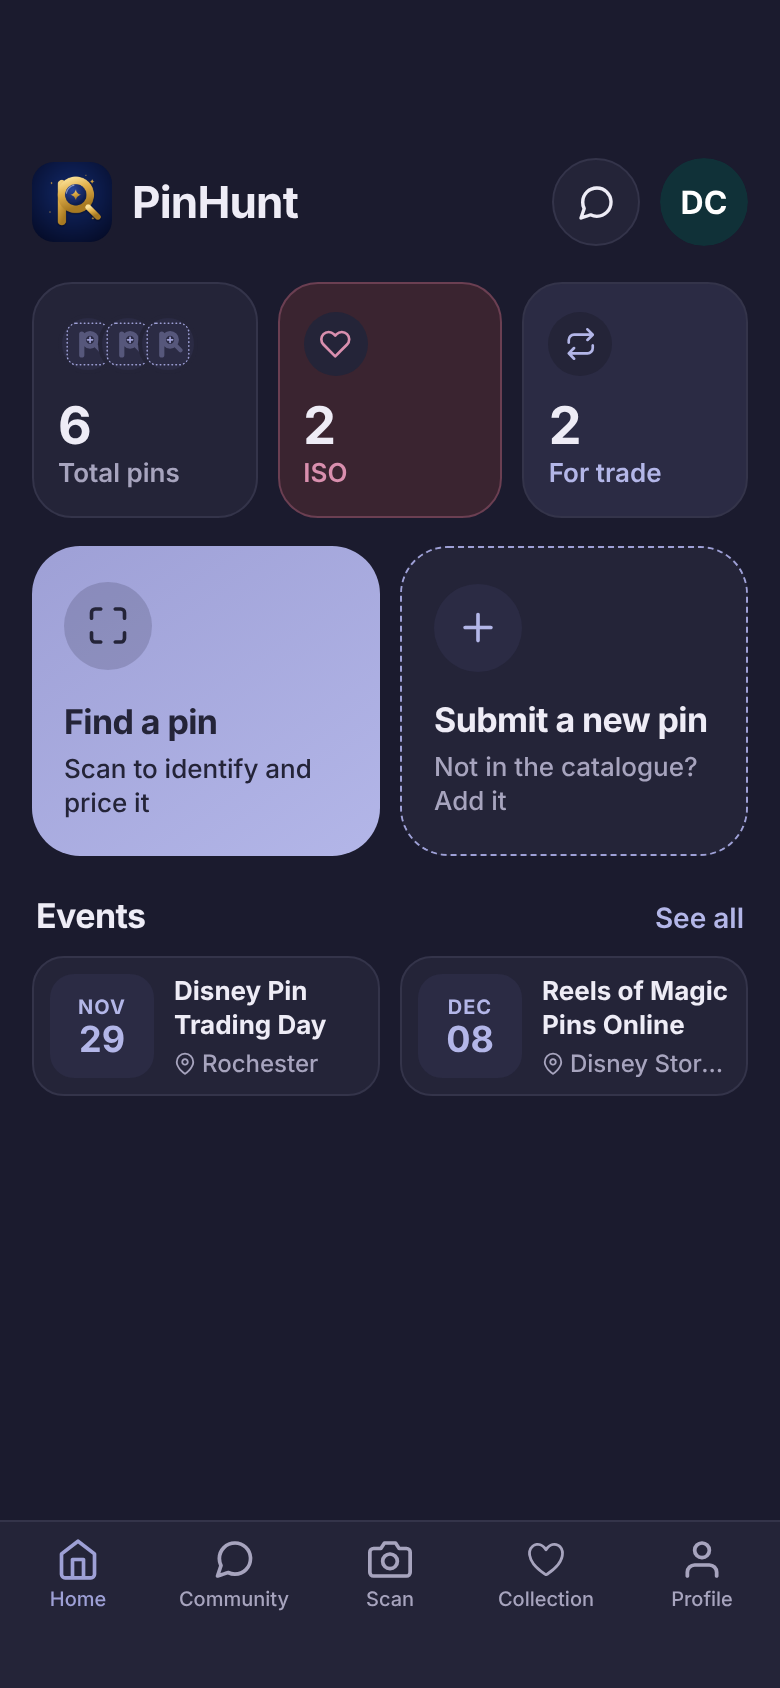 PinHunt
DC
6
Total pins
2
ISO
2
For trade
Find a pin
Scan to identify and
price it
Submit a new pin
Not in the catalogue?
Add it
Events
See all
NOV
29
Disney Pin
Trading Day
Rochester
DEC
08
Reels of Magic
Pins Online
Disney Stor...
Home
Community
Scan
Collection
Profile